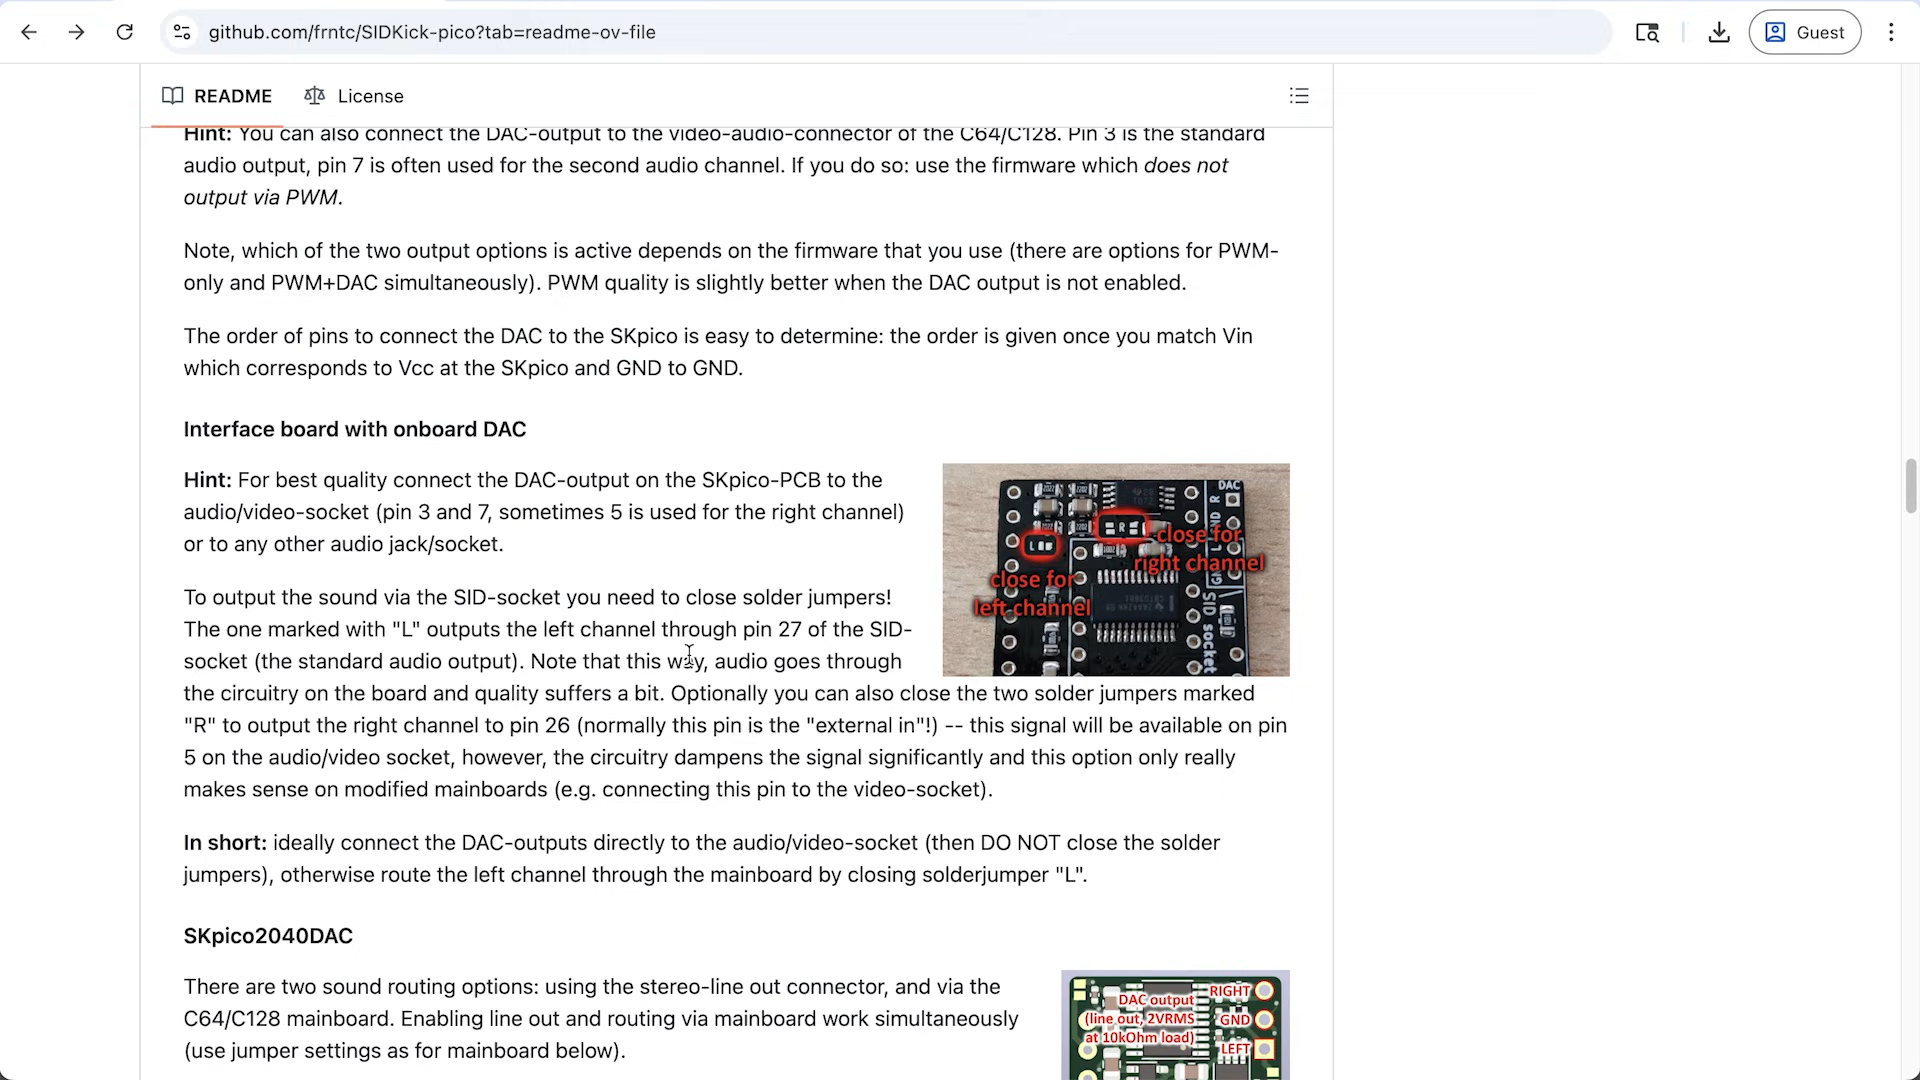 github.com/frntc/SIDKick-pico?tab=readme-ov-file
Guest
README
License
Hint: You can also connect the DAC-output to the video-audio-connector of the C64/C128. Pin 3 is the standard
audio output, pin 7 is often used for the second audio channel. If you do so: use the firmware which does not
output via PWM.
Note, which of the two output options is active depends on the firmware that you use (there are options for PWM-
only and PWM+DAC simultaneously). PWM quality is slightly better when the DAC output is not enabled.
The order of pins to connect the DAC to the SKpico is easy to determine: the order is given once you match Vin
which corresponds to Vcc at the SKpico and GND to GND.
Interface board with onboard DAC
Hint: For best quality connect the DAC-output on the SKpico-PCB to the
audio/video-socket (pin 3 and 7, sometimes 5 is used for the right channel)
or to any other audio jack/socket.
To output the sound via the SID-socket you need to close solder jumpers!
The one marked with "L" outputs the left channel through pin 27 of the SID-
socket (the standard audio output). Note that this way, audio goes through
the circuitry on the board and quality suffers a bit. Optionally you can also close the two solder jumpers marked
"R" to output the right channel to pin 26 (normally this pin is the "external in"!) -- this signal will be available on pin
5 on the audio/video socket, however, the circuitry dampens the signal significantly and this option only really
makes sense on modified mainboards (e.g. connecting this pin to the video-socket).
DAC
R
GND
L
R
L
close for
right channel
close for
left channel
SID socket
In short: ideally connect the DAC-outputs directly to the audio/video-socket (then DO NOT close the solder
jumpers), otherwise route the left channel through the mainboard by closing solderjumper "L".
SKpico2040DAC
There are two sound routing options: using the stereo-line out connector, and via the
C64/C128 mainboard. Enabling line out and routing via mainboard work simultaneously
(use jumper settings as for mainboard below).
RIGHT
DAC output
(line out, 2VRMS
at 10kOhm load)
GND
LEFT